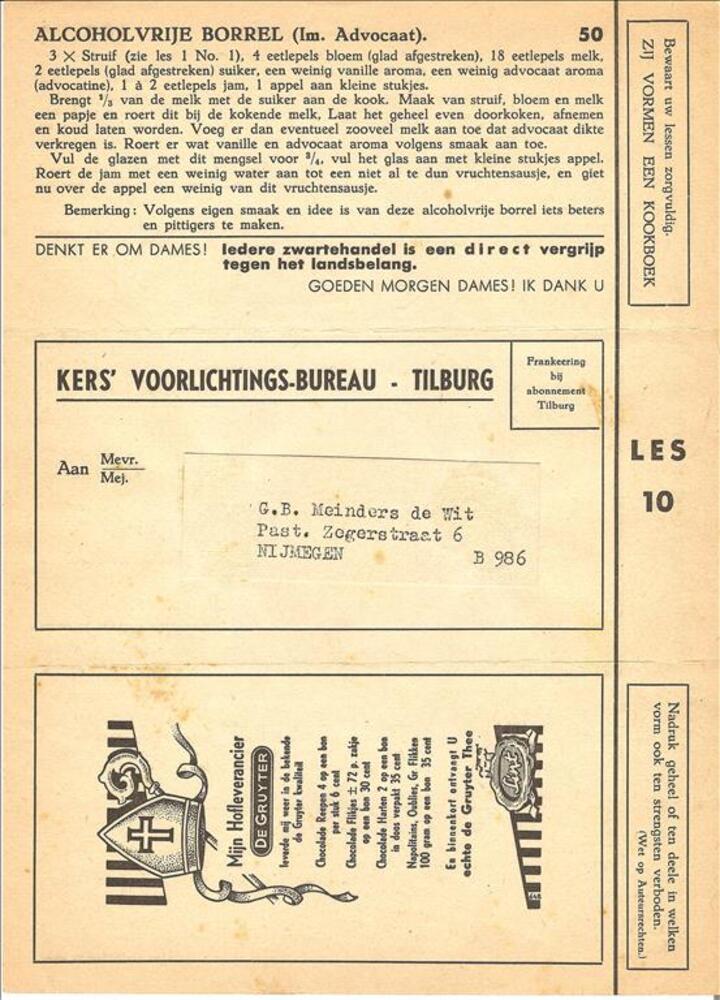 ALCOHOLVRIJE BORREL (Im. Advocaat). 50
3 × Struif (zie les 1 No. 1), 4 eetlepels bloem (glad afgestreken), 18 eetlepels melk,
2 eetlepels (glad afgestreken) suiker, een weinig vanille aroma, een weinig advocaat aroma
(advocatine), 1 à 2 eetlepels jam, 1 appel aan kleine stukjes.
Brengt ²/₃ van de melk met de suiker aan de kook. Maak van struif, bloem en melk
een papje en roert dit bij de kokende melk, Laat het geheel even doorkoken, afnemen
en koud laten worden. Voeg er dan eventueel zooveel melk aan toe dat advocaat dikte
verkregen is. Roert er wat vanille en advocaat aroma volgens smaak aan toe.
Vul de glazen met dit mengsel voor ³/₄, vul het glas aan met kleine stukjes appel.
Roert de jam met een weinig water aan tot een niet al te dun vruchtensausje, en giet
nu over de appel een weinig van dit vruchtensausje.
Bemerking: Volgens eigen smaak en idee is van deze alcoholvrije borrel iets beters
en pittigers te maken.
DENKT ER OM DAMES! Iedere zwartehandel is een direct vergrijp
tegen het landsbelang.
GOEDEN MORGEN DAMES! IK DANK U
Bewaart uw lessen zorgvuldig.
ZIJ VORMEN EEN KOOKBOEK
KERS' VOORLICHTINGS-BUREAU - TILBURG
Frankeering
bij
abonnement
Tilburg
Aan Mevr.
Mej.
G.B. Meinders de Wit
Past. Zegerstraat 6
NIJMEGEN B 986
LES
10
Mijn Hofleverancier
DE GRUYTER
leverde mij weer in de bekende
de Gruyter kwaliteit
Chocolade Reepen 4 op een bon
per stuk 6 cent
Chocolade Flikjes ± 72 p. zakje
op een bon 30 cent
Chocolade Harten 2 op een bon
in doos verpakt 35 cent
Napolitains, Oublies, Gr Flikken
100 gram op een bon 35 cent
En binnenkort ontvangt U
echte de Gruyter Thee
Nadruk geheel of ten deele in welken
vorm ook ten strengsten verboden.
(Wet op Auteursrechten.)